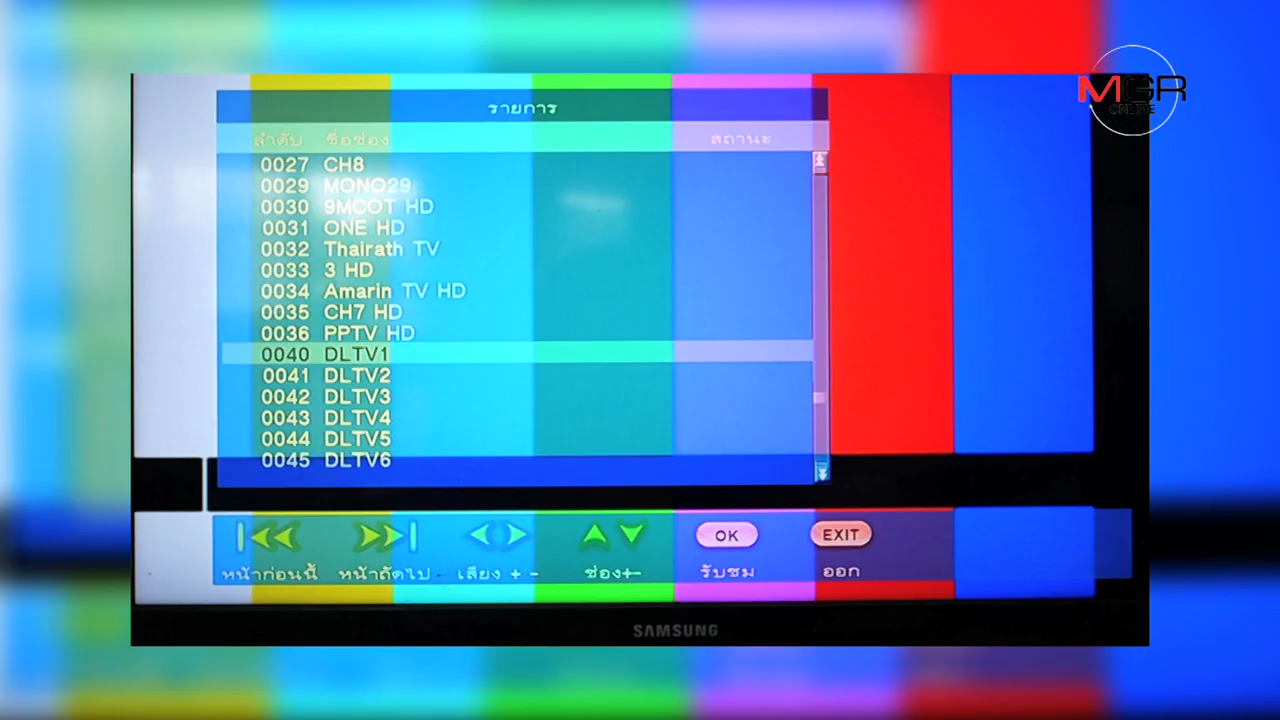 MGR
ONLINE
รายการ
ลำดับ ชื่อช่อง สถานะ
0027 CH8
0029 MONO29
0030 9MCOT HD
0031 ONE HD
0032 Thairath TV
0033 3 HD
0034 Amarin TV HD
0035 CH7 HD
0036 PPTV HD
0040 DLTV1
0041 DLTV2
0042 DLTV3
0043 DLTV4
0044 DLTV5
0045 DLTV6
OK EXIT
หน้าก่อนนี้ หน้าถัดไป เสียง + - ช่อง+- รับชม ออก
SAMSUNG